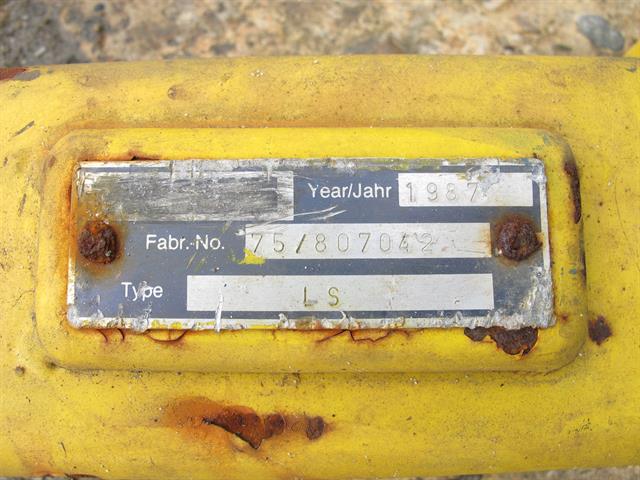 Year/Jahr 1987
Fabr.-No. 75/807042
Type LS